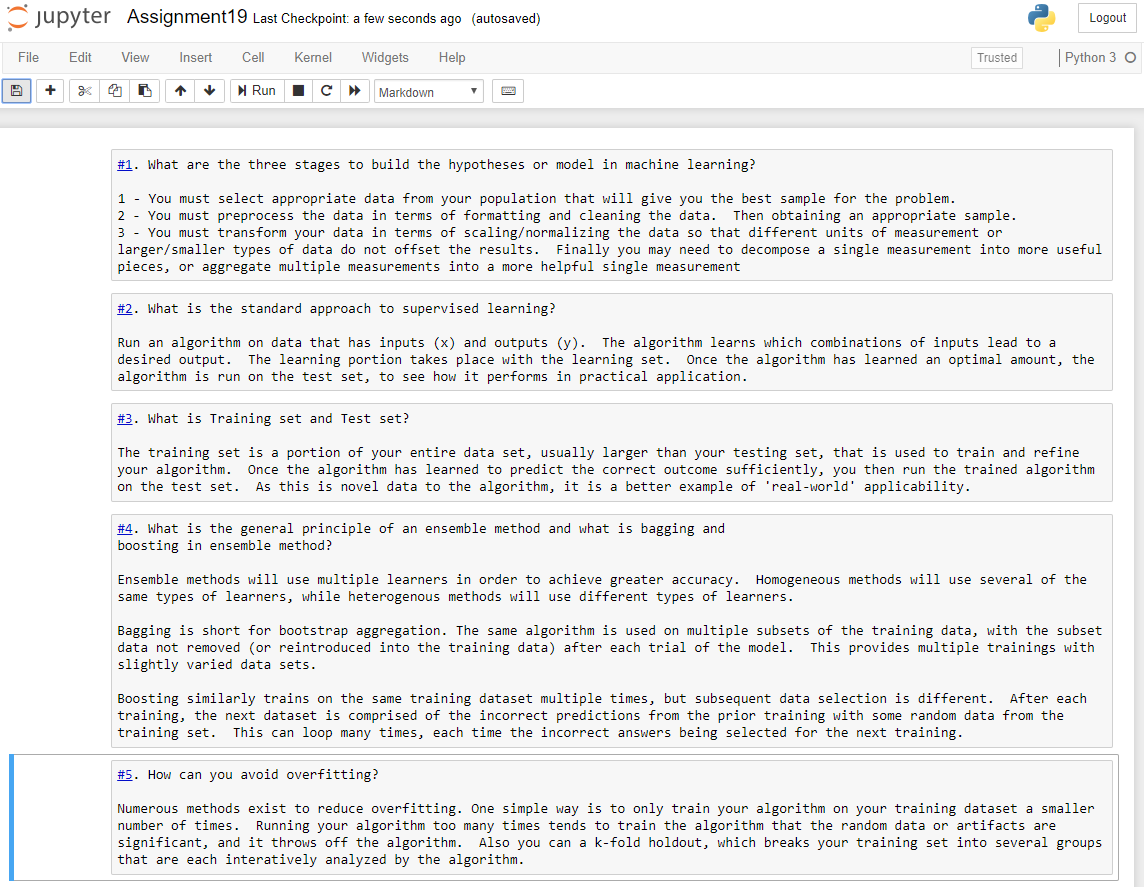 jupyter Assignment19 Last Checkpoint: a few seconds ago (autosaved)
Logout
File Edit View Insert Cell Kernel Widgets Help Trusted Python 3
Run Markdown
#1. What are the three stages to build the hypotheses or model in machine learning?
1 - You must select appropriate data from your population that will give you the best sample for the problem.
2 - You must preprocess the data in terms of formatting and cleaning the data.  Then obtaining an appropriate sample.
3 - You must transform your data in terms of scaling/normalizing the data so that different units of measurement or
larger/smaller types of data do not offset the results.  Finally you may need to decompose a single measurement into more useful
pieces, or aggregate multiple measurements into a more helpful single measurement
#2. What is the standard approach to supervised learning?
Run an algorithm on data that has inputs (x) and outputs (y).  The algorithm learns which combinations of inputs lead to a
desired output.  The learning portion takes place with the learning set.  Once the algorithm has learned an optimal amount, the
algorithm is run on the test set, to see how it performs in practical application.
#3. What is Training set and Test set?
The training set is a portion of your entire data set, usually larger than your testing set, that is used to train and refine
your algorithm.  Once the algorithm has learned to predict the correct outcome sufficiently, you then run the trained algorithm
on the test set.  As this is novel data to the algorithm, it is a better example of 'real-world' applicability.
#4. What is the general principle of an ensemble method and what is bagging and
boosting in ensemble method?
Ensemble methods will use multiple learners in order to achieve greater accuracy.  Homogeneous methods will use several of the
same types of learners, while heterogenous methods will use different types of learners.
Bagging is short for bootstrap aggregation. The same algorithm is used on multiple subsets of the training data, with the subset
data not removed (or reintroduced into the training data) after each trial of the model.  This provides multiple trainings with
slightly varied data sets.
Boosting similarly trains on the same training dataset multiple times, but subsequent data selection is different.  After each
training, the next dataset is comprised of the incorrect predictions from the prior training with some random data from the
training set.  This can loop many times, each time the incorrect answers being selected for the next training.
#5. How can you avoid overfitting?
Numerous methods exist to reduce overfitting. One simple way is to only train your algorithm on your training dataset a smaller
number of times.  Running your algorithm too many times tends to train the algorithm that the random data or artifacts are
significant, and it throws off the algorithm.  Also you can a k-fold holdout, which breaks your training set into several groups
that are each interatively analyzed by the algorithm.